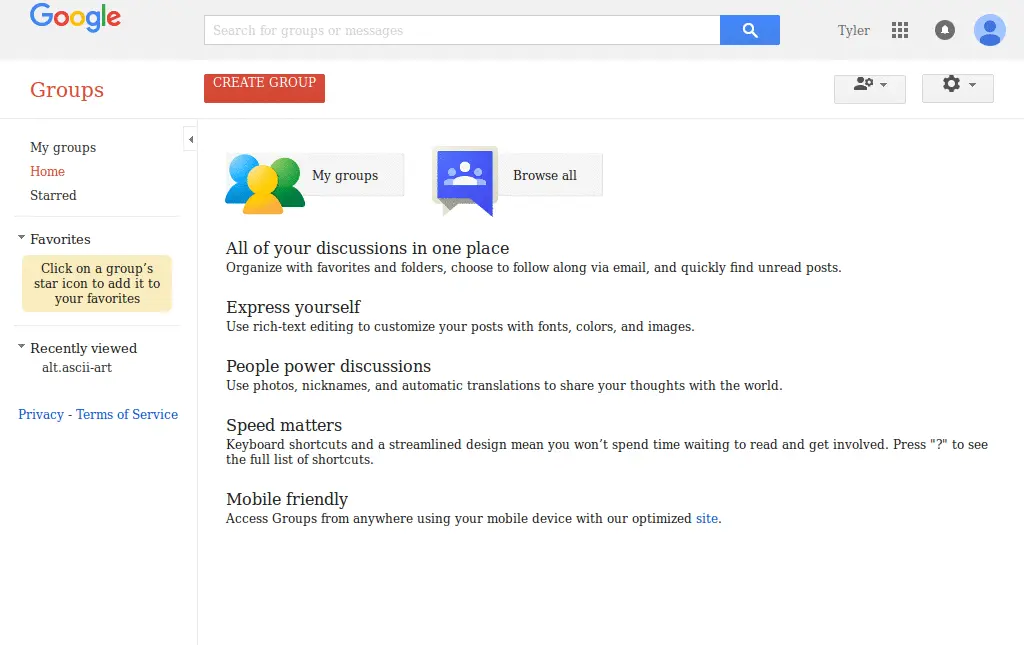 Google
Search for groups or messages
Tyler
Groups
CREATE GROUP
My groups
Home
Starred
Favorites
Click on a group’s
star icon to add it to
your favorites
Recently viewed
alt.ascii-art
Privacy - Terms of Service
My groups
Browse all
All of your discussions in one place
Organize with favorites and folders, choose to follow along via email, and quickly find unread posts.
Express yourself
Use rich-text editing to customize your posts with fonts, colors, and images.
People power discussions
Use photos, nicknames, and automatic translations to share your thoughts with the world.
Speed matters
Keyboard shortcuts and a streamlined design mean you won’t spend time waiting to read and get involved. Press "?" to see
the full list of shortcuts.
Mobile friendly
Access Groups from anywhere using your mobile device with our optimized site.